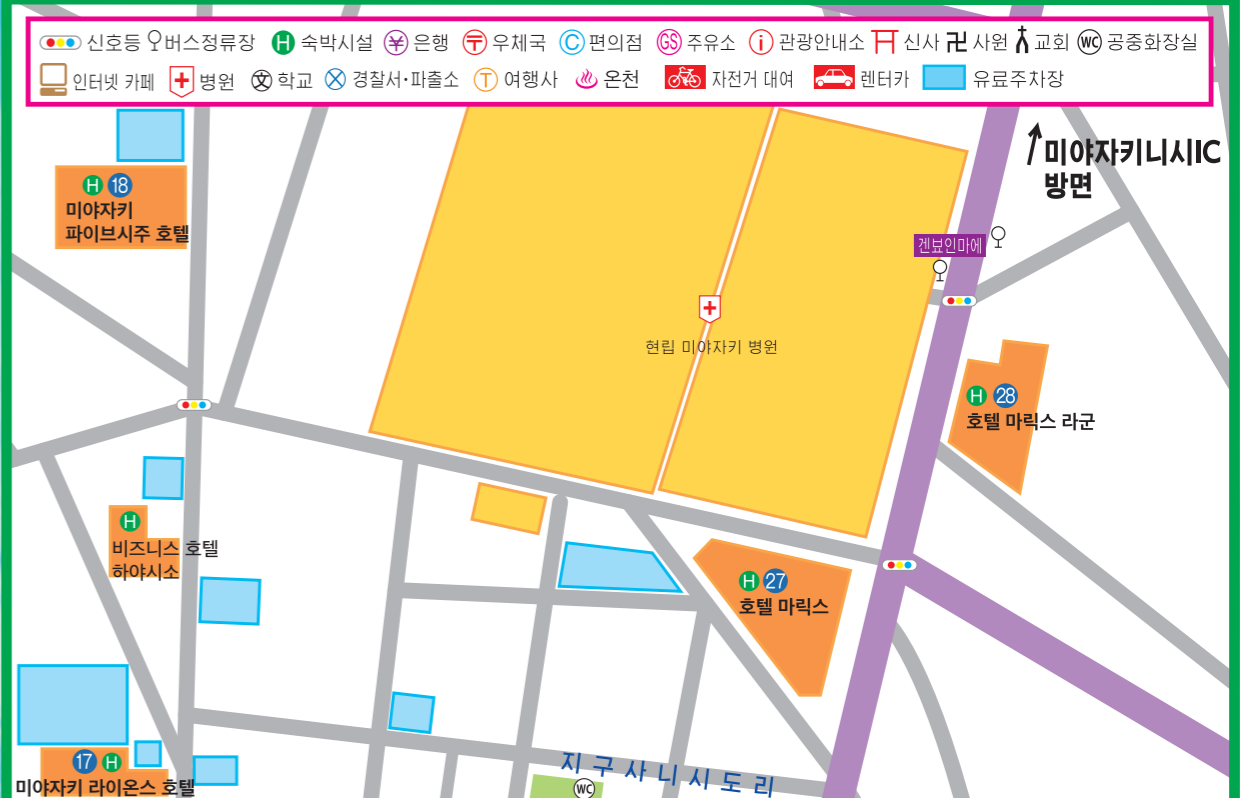 신호등 버스정류장 H 숙박시설 ¥ 은행 〒 우체국 C 편의점 GS 주유소 i 관광안내소 신사 卍 사원 교회 WC 공중화장실
인터넷 카페 병원 文 학교 경찰서·파출소 T 여행사 온천 자전거 대여 렌터카 유료주차장
미야자키니시IC
방면
H 18
미야자키
파이브시주 호텔
겐뵤인마에
현립 미야자키 병원
H 28
호텔 마릭스 라군
H
비즈니스 호텔
하야시소
H 27
호텔 마릭스
17 H
미야자키 라이온스 호텔
지구사니시도리
WC